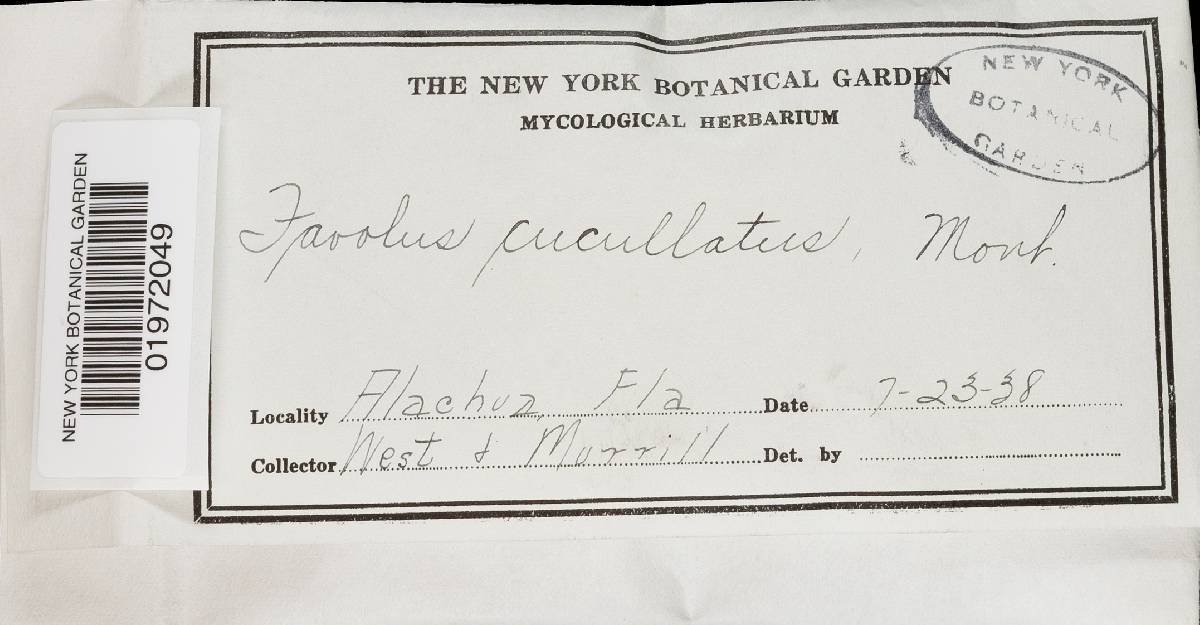 THE NEW YORK BOTANICAL GARDEN
MYCOLOGICAL HERBARIUM
NEW YORK
BOTANICAL
GARDEN
Favolus cucullatus, Mont.
Locality Alachua, Fla Date 7-23-38
Collector West & Murrill Det. by
NEW YORK BOTANICAL GARDEN
01972049